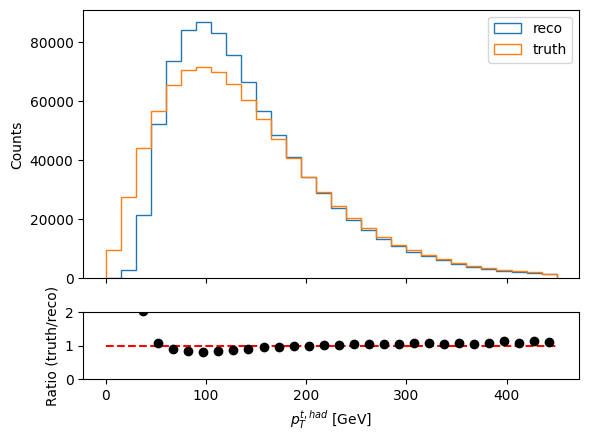 reco
truth
80000
60000
40000
20000
0
Counts
2
1
0
Ratio (truth/reco)
0 100 200 300 400
$p_T^{t,had}$ [GeV]